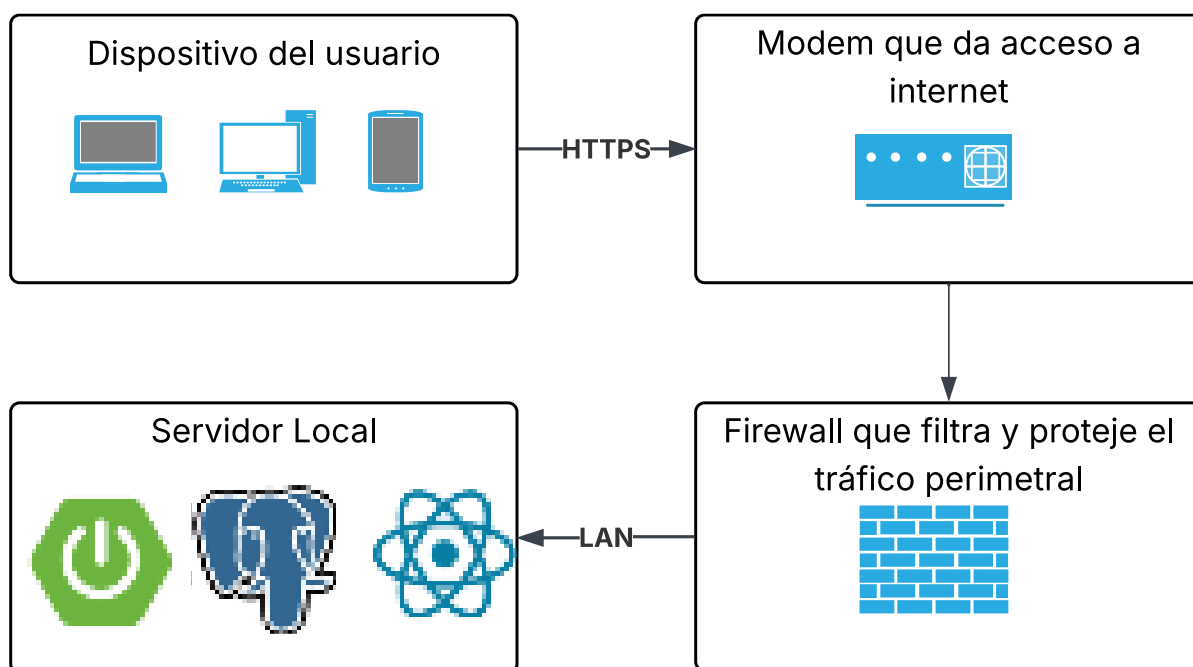 Dispositivo del usuario
Modem que da acceso a
internet
HTTPS
Servidor Local
Firewall que filtra y proteje el
tráfico perimetral
LAN